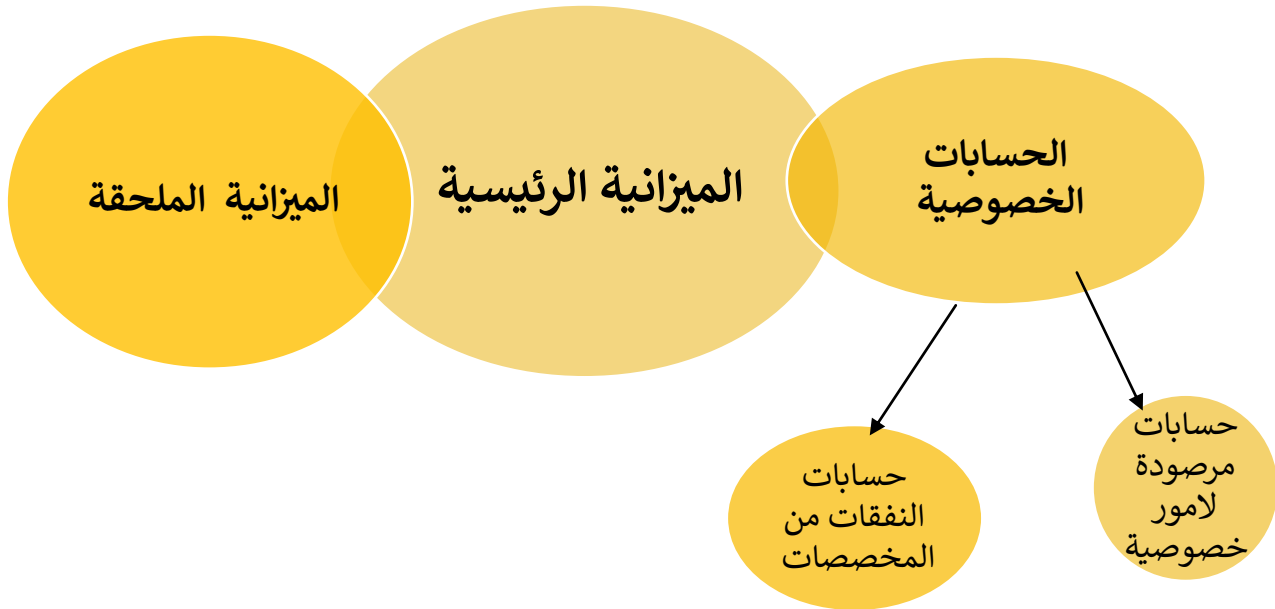 الحسابات
الخصوصية
الميزانية الرئيسية
الميزانية الملحقة
حسابات
مرصودة
لامور
خصوصية
حسابات
النفقات من
المخصصات